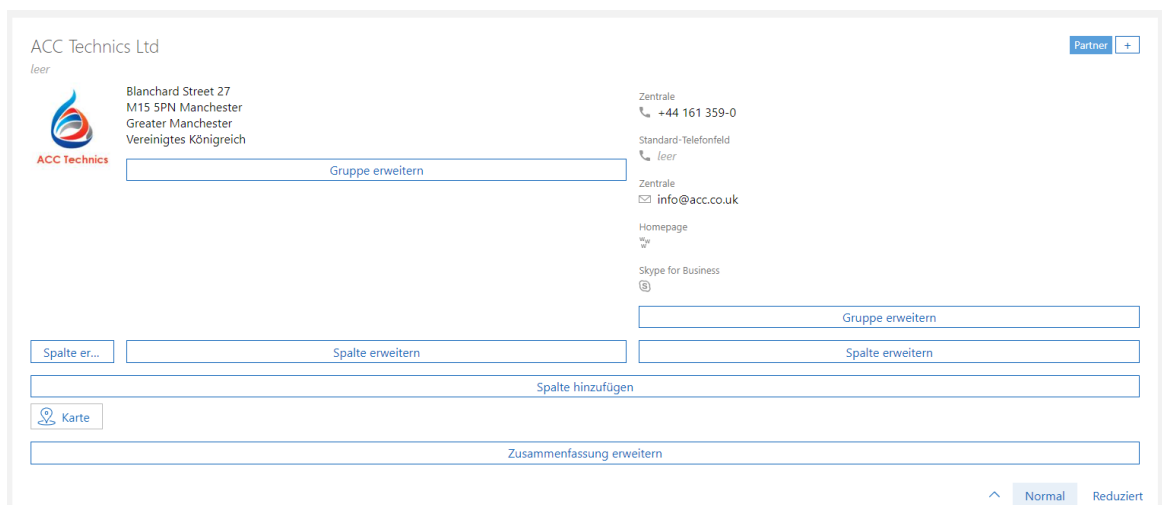 ACC Technics Ltd
Partner +
leer
ACC Technics
Blanchard Street 27
M15 5PN Manchester
Greater Manchester
Vereinigtes Königreich
Gruppe erweitern
Zentrale
+44 161 359-0
Standard-Telefonfeld
leer
Zentrale
info@acc.co.uk
Homepage
www
Skype for Business
Gruppe erweitern
Spalte er...
Spalte erweitern
Spalte erweitern
Spalte hinzufügen
Karte
Zusammenfassung erweitern
Normal
Reduziert